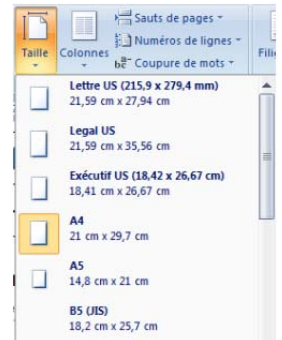 Taille
Colonnes
Sauts de pages
Numéros de lignes
Coupure de mots
Lettre US (215,9 x 279,4 mm)
21,59 cm x 27,94 cm
Legal US
21,59 cm x 35,56 cm
Exécutif US (18,42 x 26,67 cm)
18,41 cm x 26,67 cm
A4
21 cm x 29,7 cm
A5
14,8 cm x 21 cm
B5 (JIS)
18,2 cm x 25,7 cm